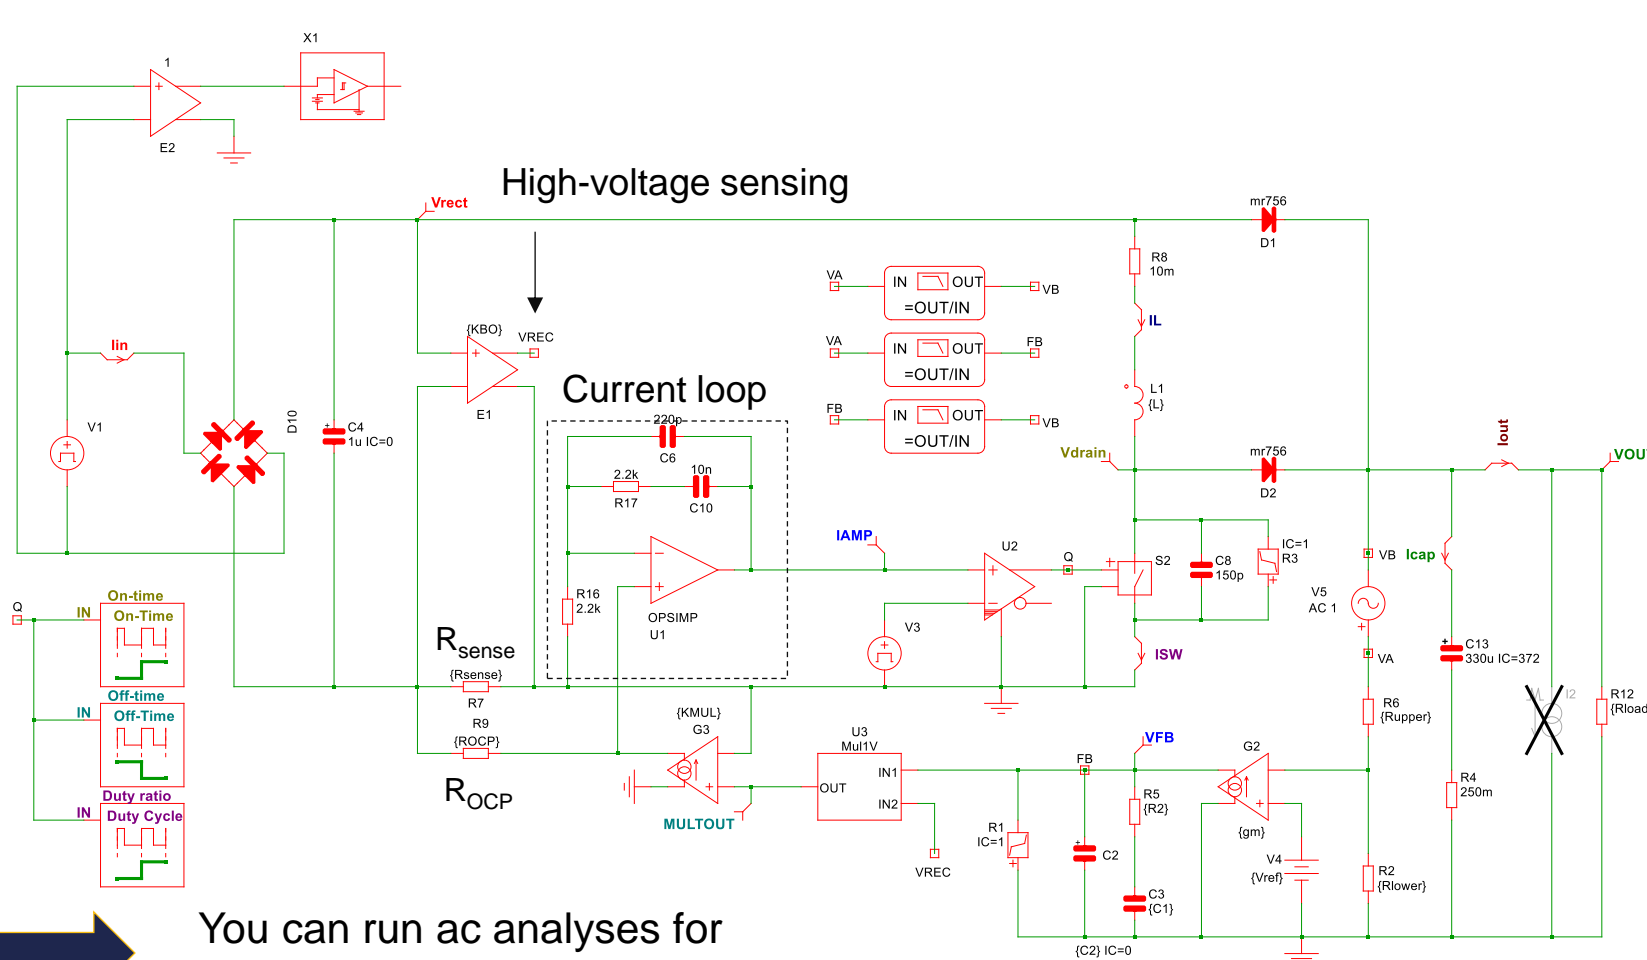 X1
1
E2
High-voltage sensing
Vrect
mr756
D1
R8
10m
VA
IN
OUT
VB
=OUT/IN
{KBO}
VREC
IL
VA
IN
OUT
FB
=OUT/IN
Iin
Current loop
E1
L1
{L}
FB
IN
OUT
VB
=OUT/IN
V1
D10
C4
1u IC=0
220p
C6
2.2k
R17
10n
C10
Vdrain
mr756
D2
Iout
VOUT
IAMP
U2
Q
S2
C8
150p
IC=1
R3
VB
Icap
V5
AC 1
R16
2.2k
OPSIMP
U1
V3
ISW
VA
C13
330u IC=372
Q
On-time
IN
On-Time
Rsense
{Rsense}
R7
R9
{ROCP}
ROCP
{KMUL}
G3
U3
Mul1V
IN1
OUT
IN2
VREC
MULTOUT
VFB
FB
G2
R6
{Rupper}
I2
R12
{Rload
Off-time
IN
Off-Time
R5
{R2}
{gm}
R4
250m
Duty ratio
IN
Duty Cycle
R1
IC=1
C2
C3
{C1}
V4
{Vref}
R2
{Rlower}
{C2} IC=0
You can run ac analyses for